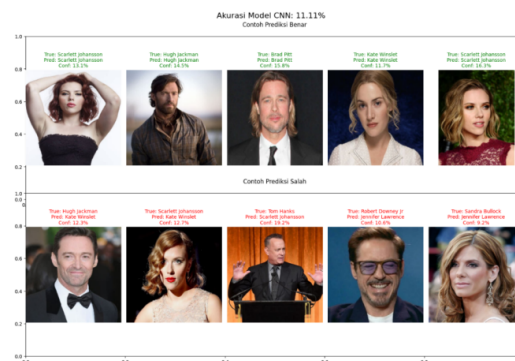 Akurasi Model CNN: 11.11%
Contoh Prediksi Benar
1.0
0.8
0.6
0.4
0.2
True: Scarlett Johansson
Pred: Scarlett Johansson
Conf: 13.1%
True: Hugh Jackman
Pred: Hugh Jackman
Conf: 14.5%
True: Brad Pitt
Pred: Brad Pitt
Conf: 15.8%
True: Kate Winslet
Pred: Kate Winslet
Conf: 11.7%
True: Scarlett Johansson
Pred: Scarlett Johansson
Conf: 16.3%
Contoh Prediksi Salah
1.0
0.8
0.6
0.4
0.2
0.0
True: Hugh Jackman
Pred: Kate Winslet
Conf: 12.9%
True: Scarlett Johansson
Pred: Kate Winslet
Conf: 12.7%
True: Tom Hanks
Pred: Scarlett Johansson
Conf: 19.2%
True: Robert Downey Jr
Pred: Jennifer Lawrence
Conf: 10.6%
True: Sandra Bullock
Pred: Jennifer Lawrence
Conf: 9.2%